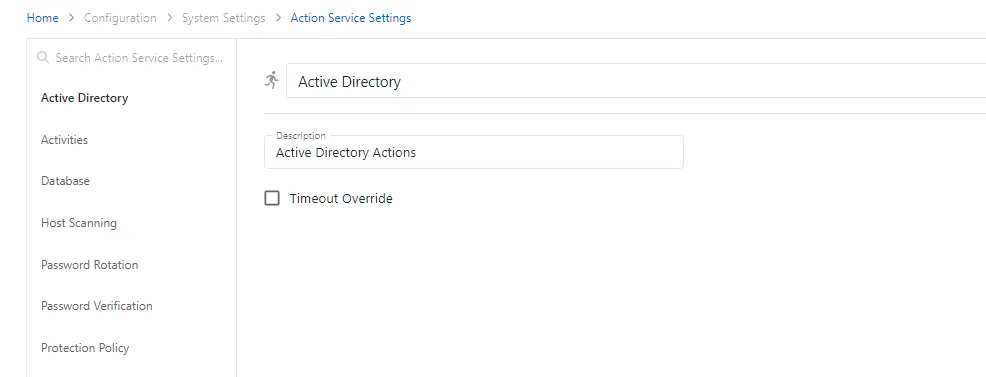 Home > Configuration > System Settings > Action Service Settings
Search Action Service Settings...
Active Directory
Activities
Database
Host Scanning
Password Rotation
Password Verification
Protection Policy
Active Directory
Description
Active Directory Actions
Timeout Override